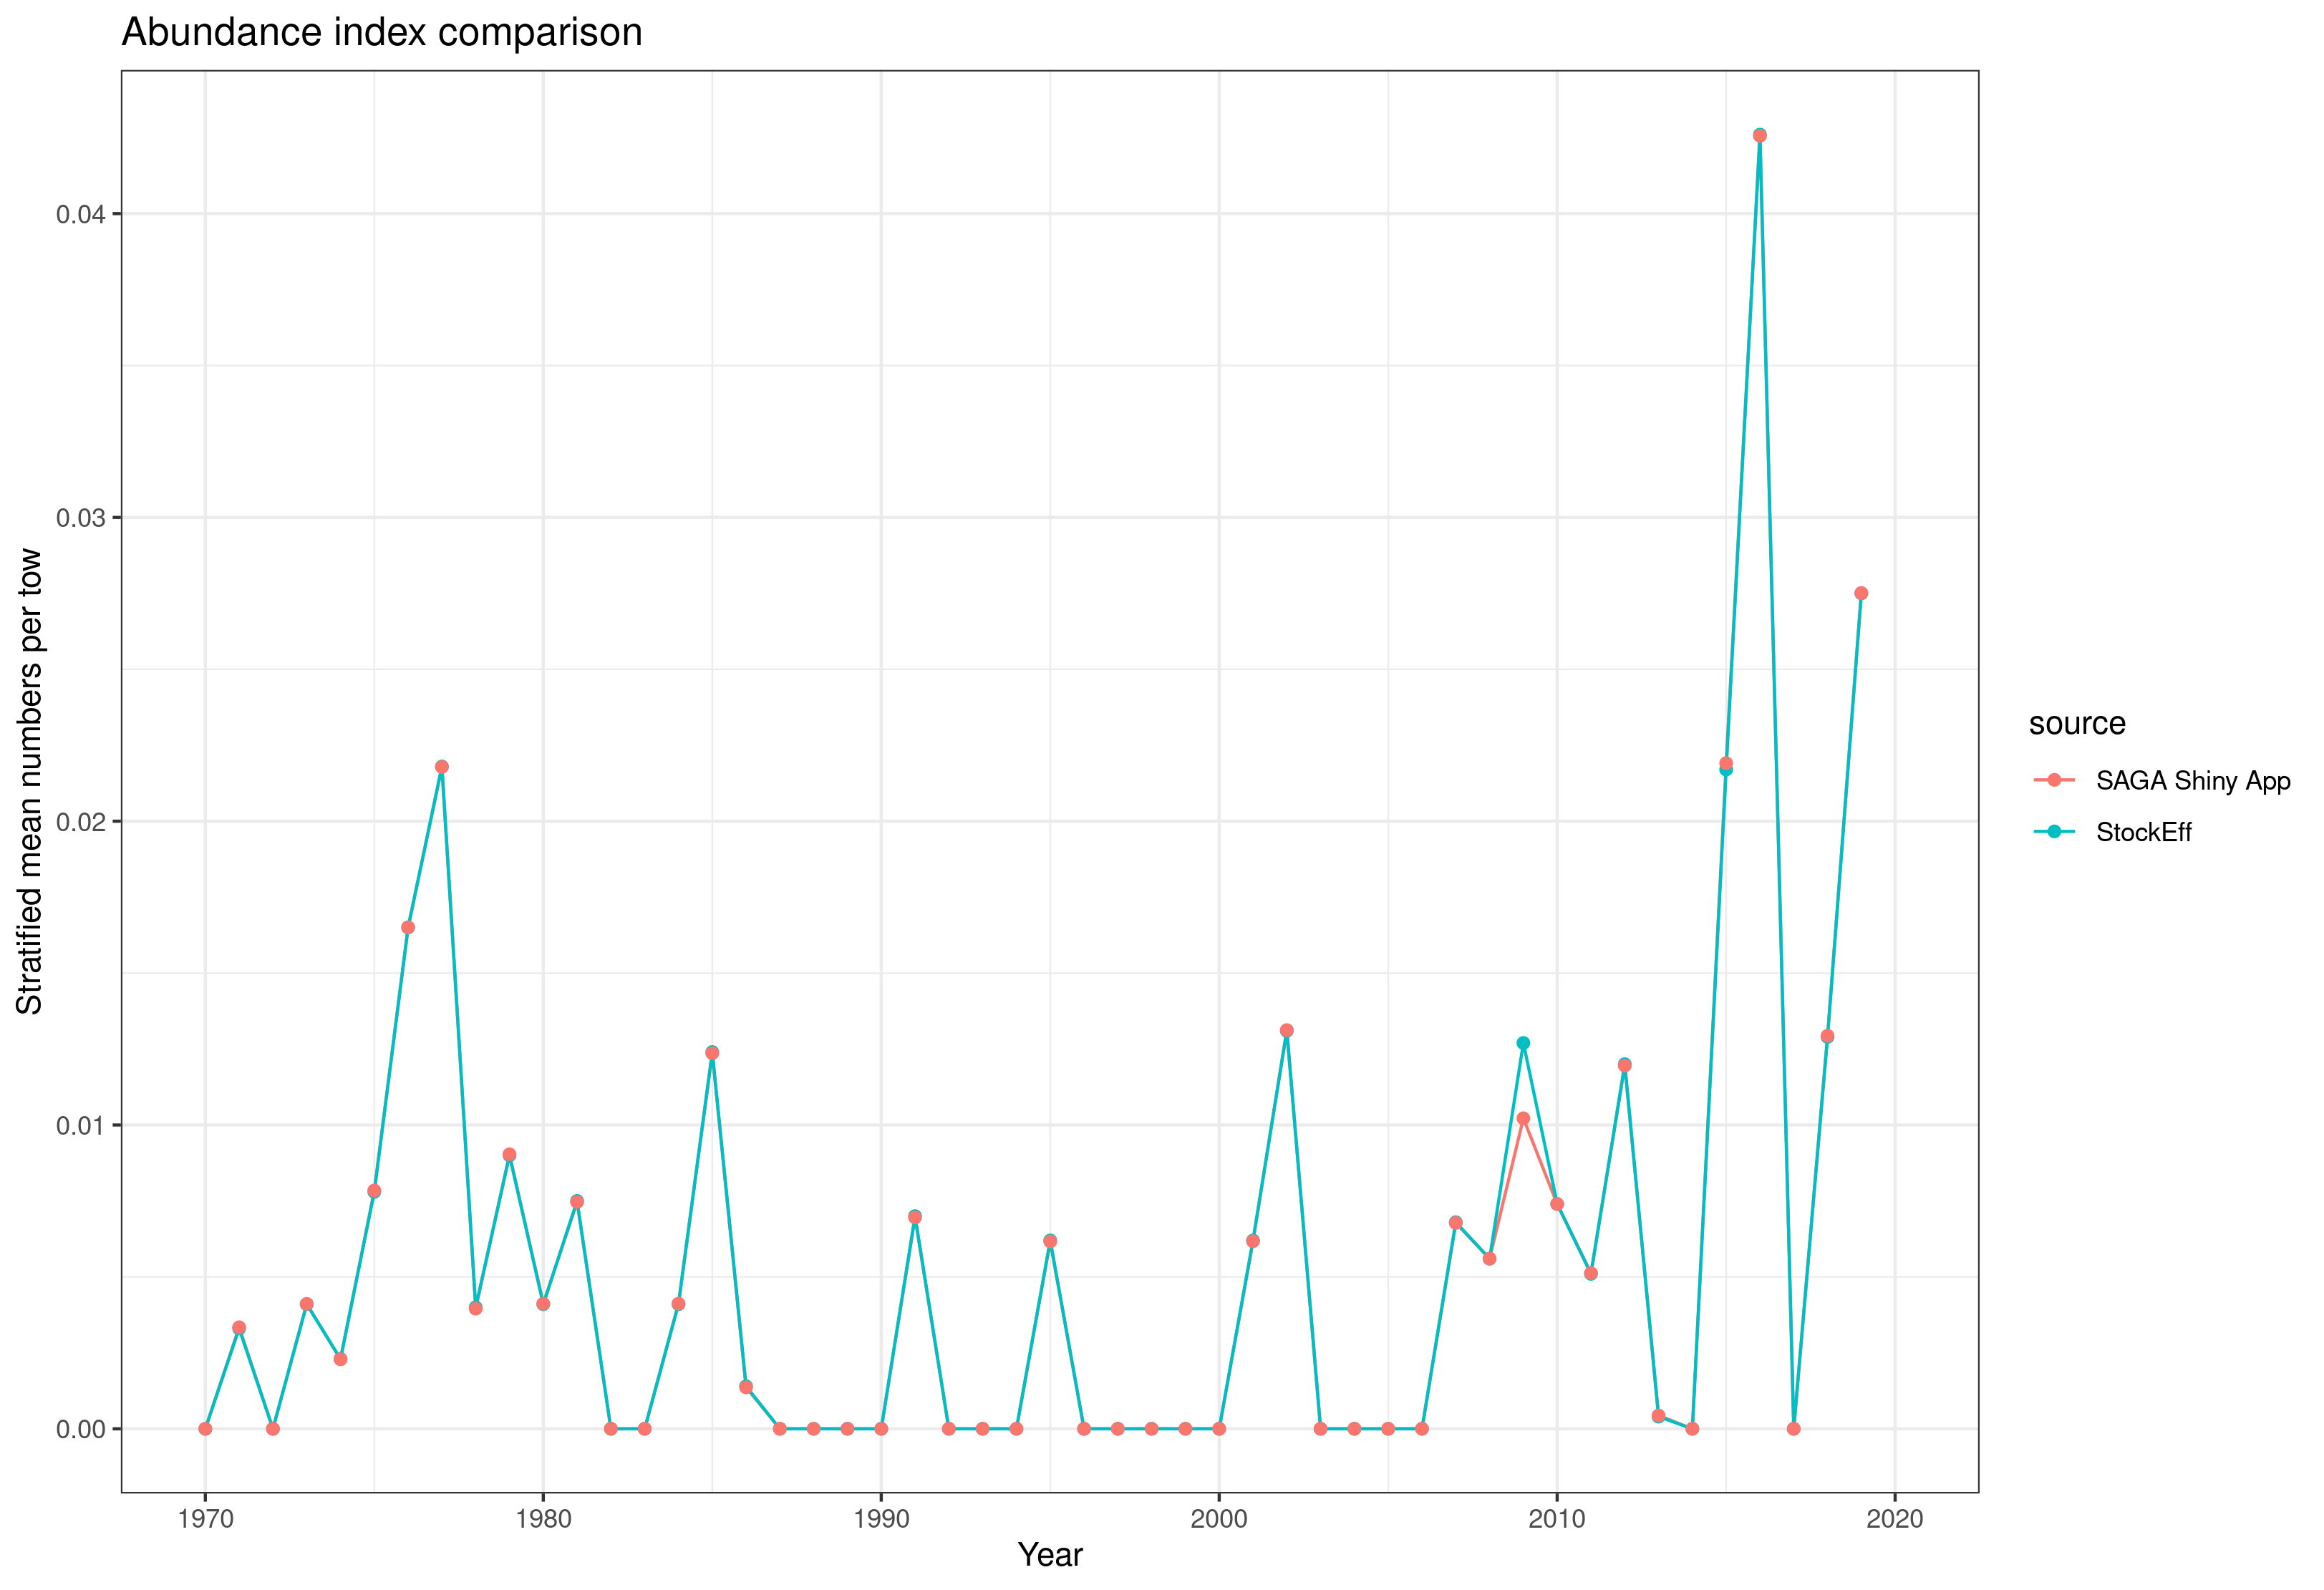 Abundance index comparison
Stratified mean numbers per tow
0.04
0.03
0.02
0.01
0.00
1970 1980 1990 2000 2010 2020
Year
source
SAGA Shiny App
StockEff